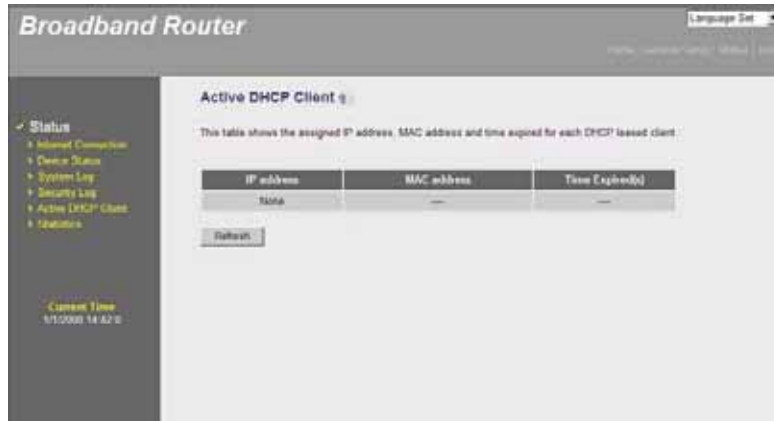 Broadband Router
Language Set
Status
Active DHCP Client
This table shows the assigned IP address, MAC address and time expired for each DHCP leased client
Status
Internet Connection
Device Status
System Log
Security Log
Active DHCP Client
Statistics
IP address MAC address Time Expired(s)
None --- ---
Refresh
Current Time